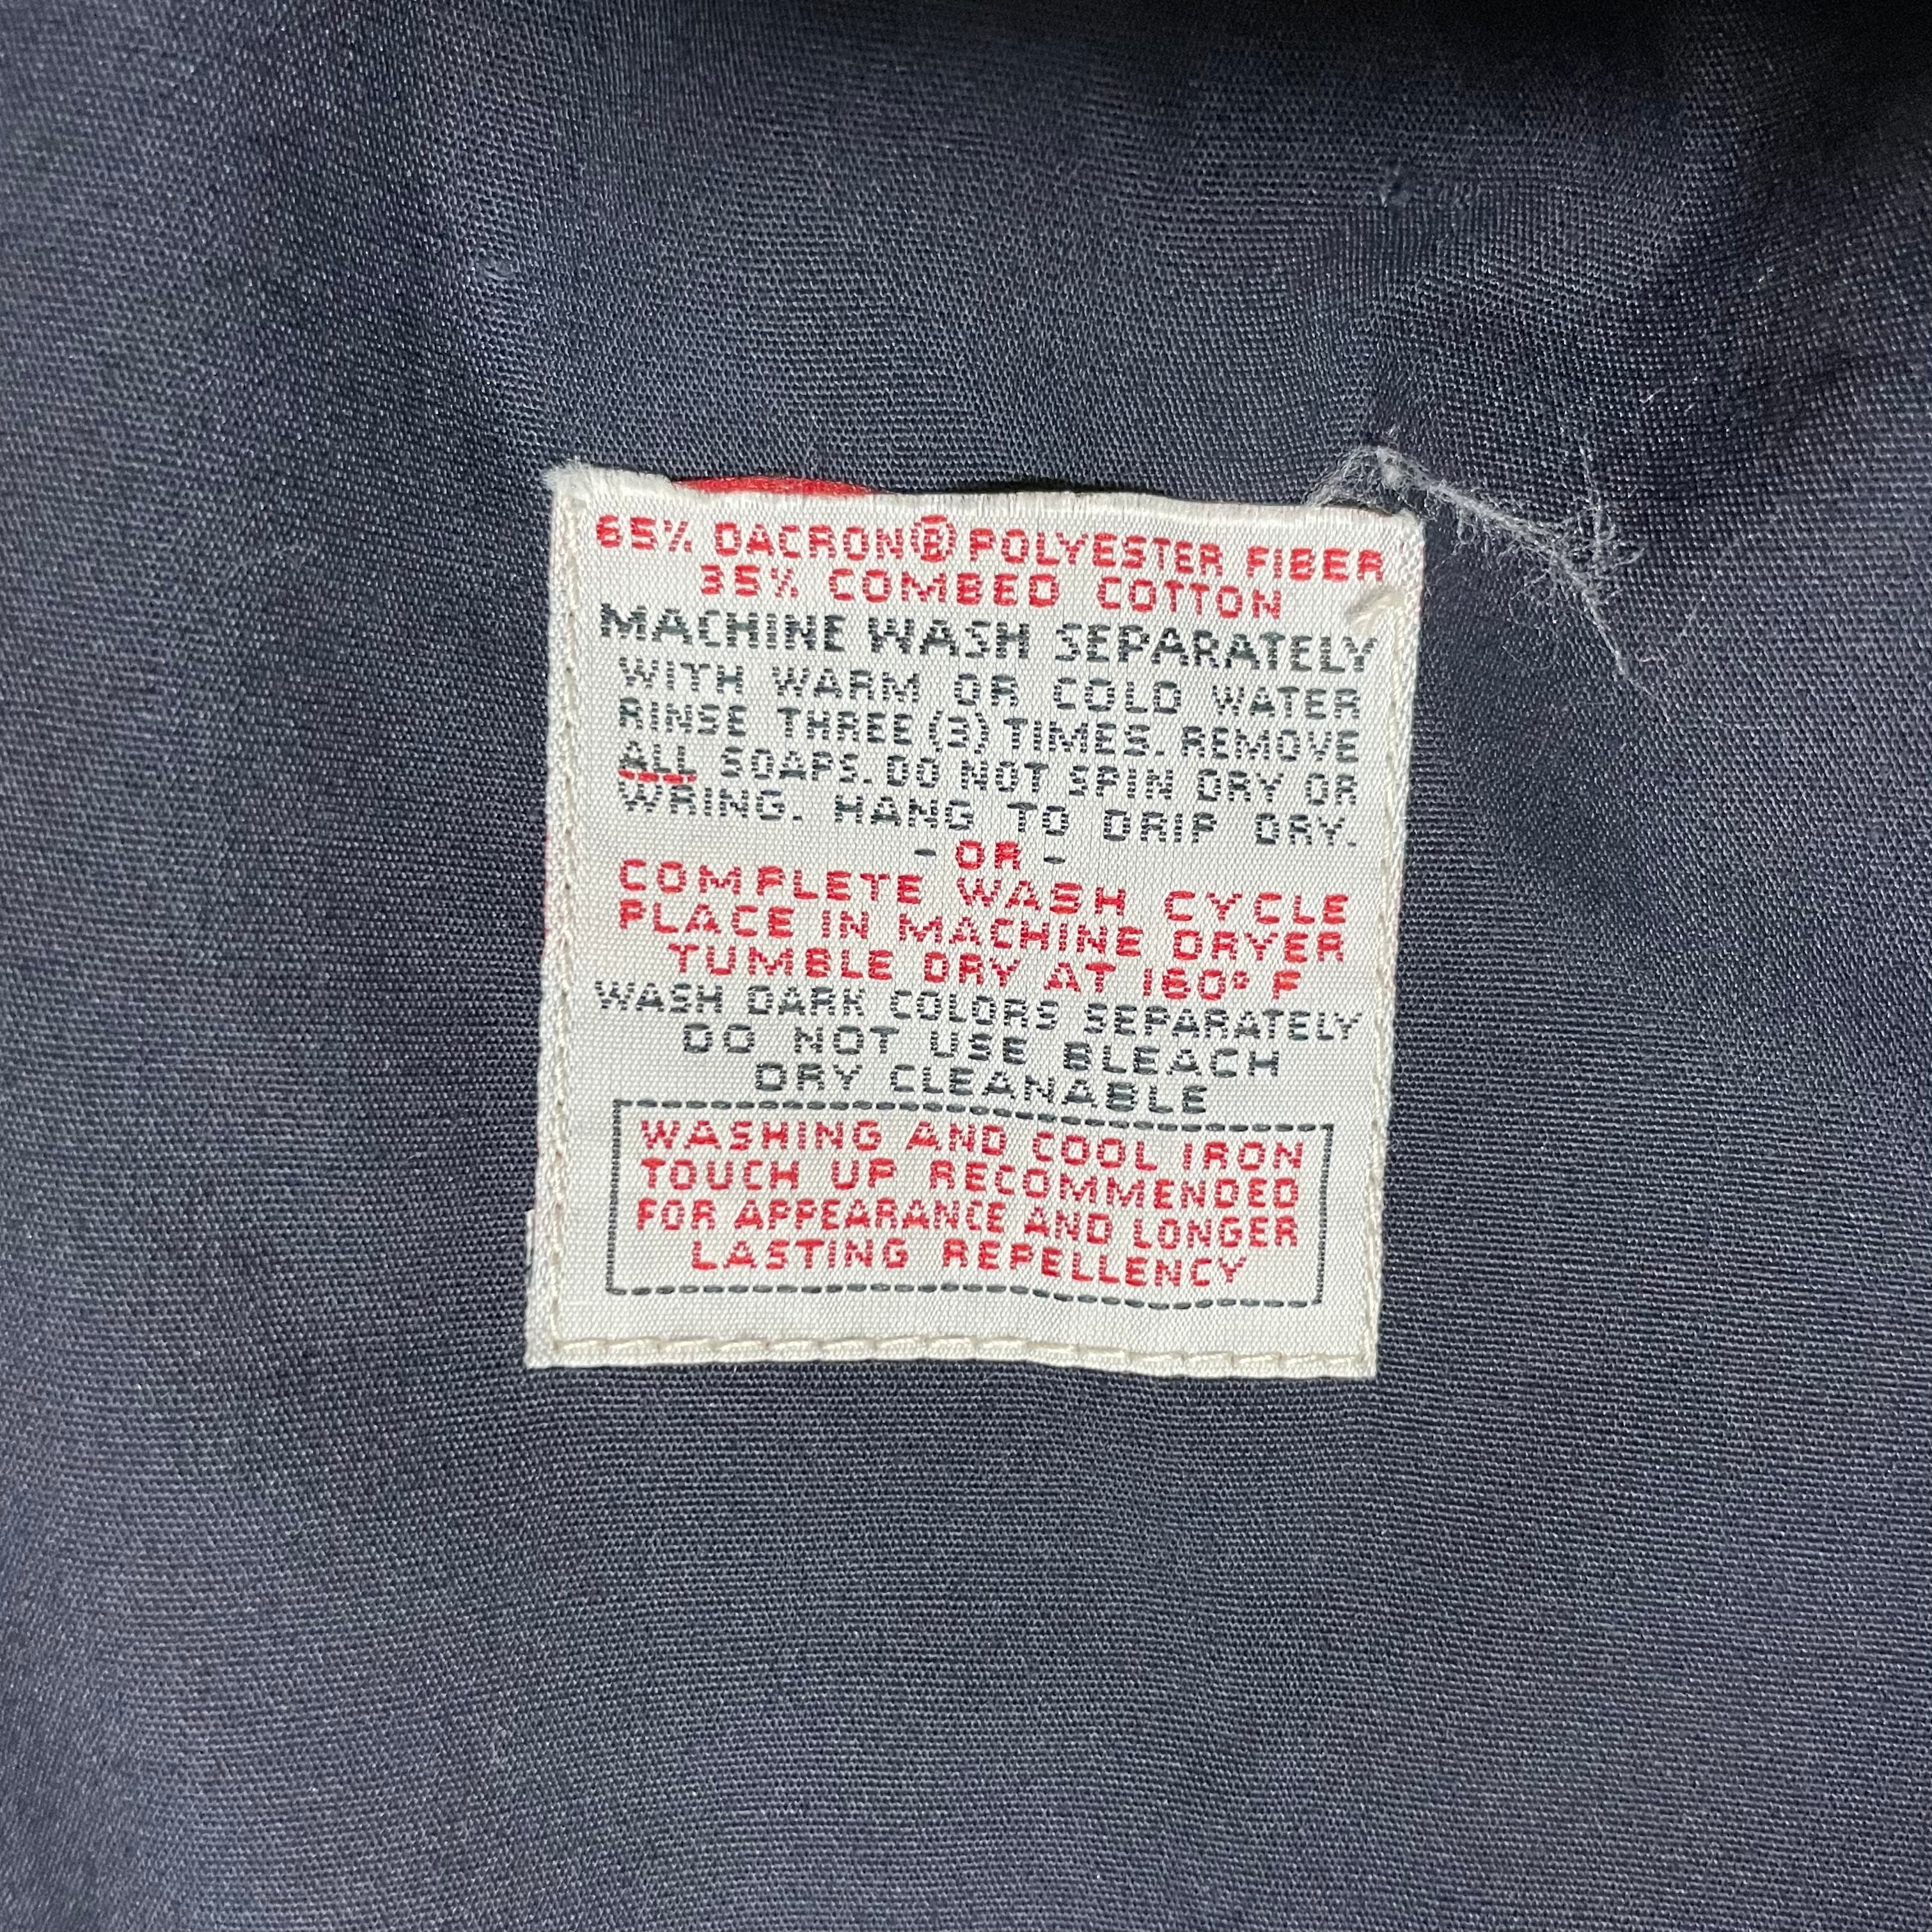 65% DACRON® POLYESTER FIBER
35% COMBED COTTON
MACHINE WASH SEPARATELY
WITH WARM OR COLD WATER
RINSE THREE (3) TIMES. REMOVE
ALL SOAPS. DO NOT SPIN DRY OR
WRING. HANG TO DRIP DRY.
- OR -
COMPLETE WASH CYCLE
PLACE IN MACHINE DRYER
TUMBLE DRY AT 160° F
WASH DARK COLORS SEPARATELY
DO NOT USE BLEACH
DRY CLEANABLE
WASHING AND COOL IRON
TOUCH UP RECOMMENDED
FOR APPEARANCE AND LONGER
LASTING REPELLENCY